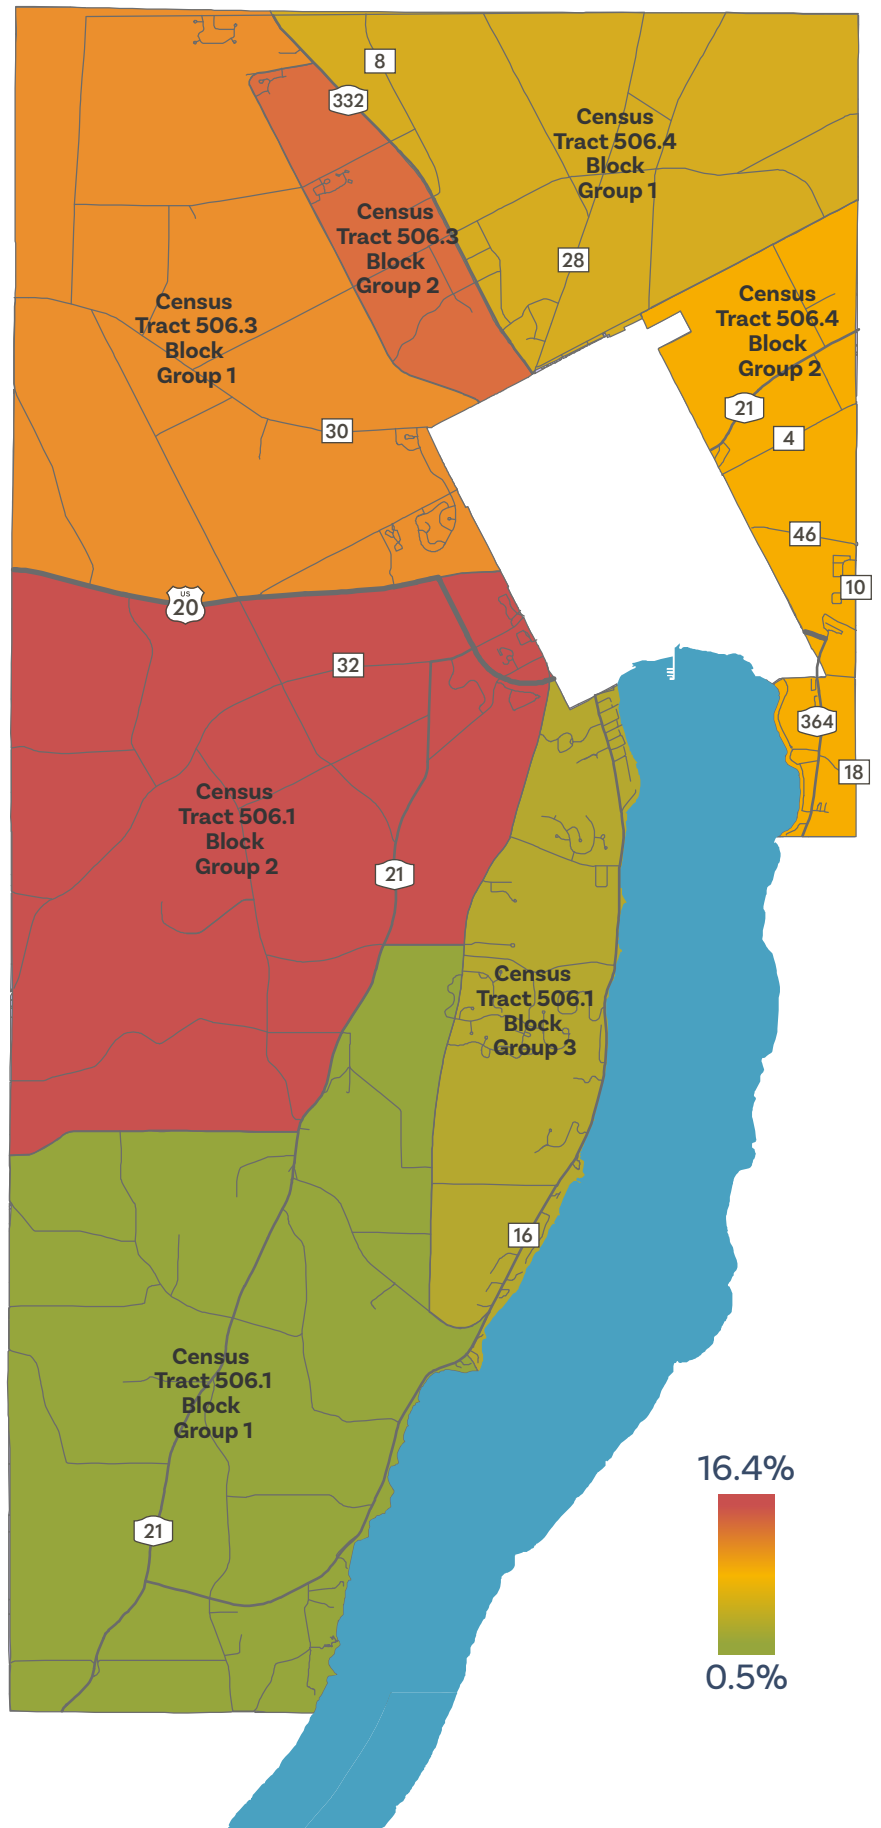 8
332
Census
Tract 506.4
Block
Group 1
Census
Tract 506.3
Block
Group 2
28
Census
Tract 506.3
Block
Group 1
Census
Tract 506.4
Block
Group 2
21
30
4
46
10
US
20
32
364
18
Census
Tract 506.1
Block
Group 2
21
Census
Tract 506.1
Block
Group 3
16
Census
Tract 506.1
Block
Group 1
21
16.4%
0.5%